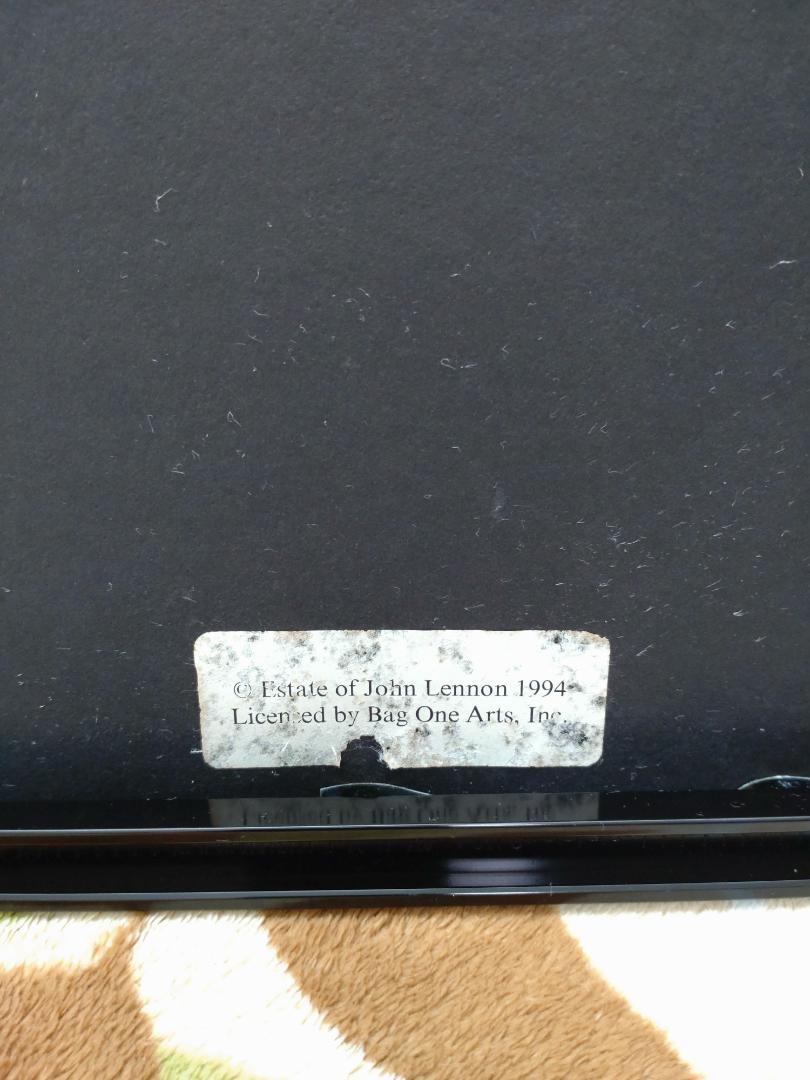 © Estate of John Lennon 1994
Licensed by Bag One Arts, Inc.